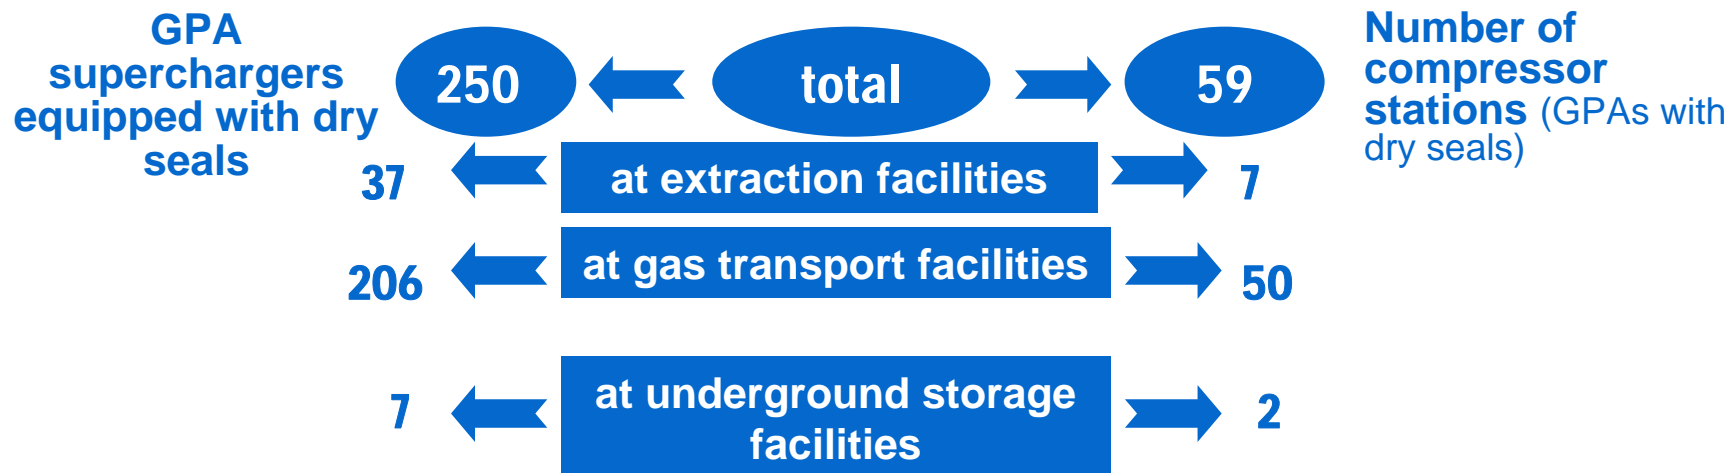 GPA
superchargers
equipped with dry
seals
250
total
59
Number of
compressor
stations (GPAs with
dry seals)
37
at extraction facilities
7
206
at gas transport facilities
50
7
at underground storage
facilities
2